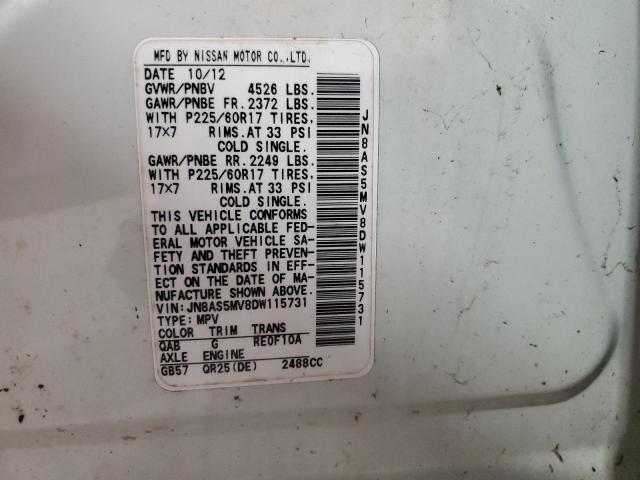 MFD BY NISSAN MOTOR CO.,LTD.
DATE 10/12
GVWR/PNBV 4526 LBS.
GAWR/PNBE FR. 2372 LBS.
WITH P225/60R17 TIRES,
17×7 RIMS. AT 33 PSI
COLD SINGLE.
GAWR/PNBE RR. 2249 LBS.
WITH P225/60R17 TIRES,
17×7 RIMS. AT 33 PSI
COLD SINGLE.
THIS VEHICLE CONFORMS
TO ALL APPLICABLE FED-
ERAL MOTOR VEHICLE SA-
FETY AND THEFT PREVEN-
TION STANDARDS IN EFF-
ECT ON THE DATE OF MA-
NUFACTURE SHOWN ABOVE.
VIN: JN8AS5MV8DW115731
TYPE: MPV
COLOR TRIM TRANS
QAB G RE0F10A
AXLE ENGINE
GB57 QR25(DE) 2488CC
JN8AS5MV8DW115731